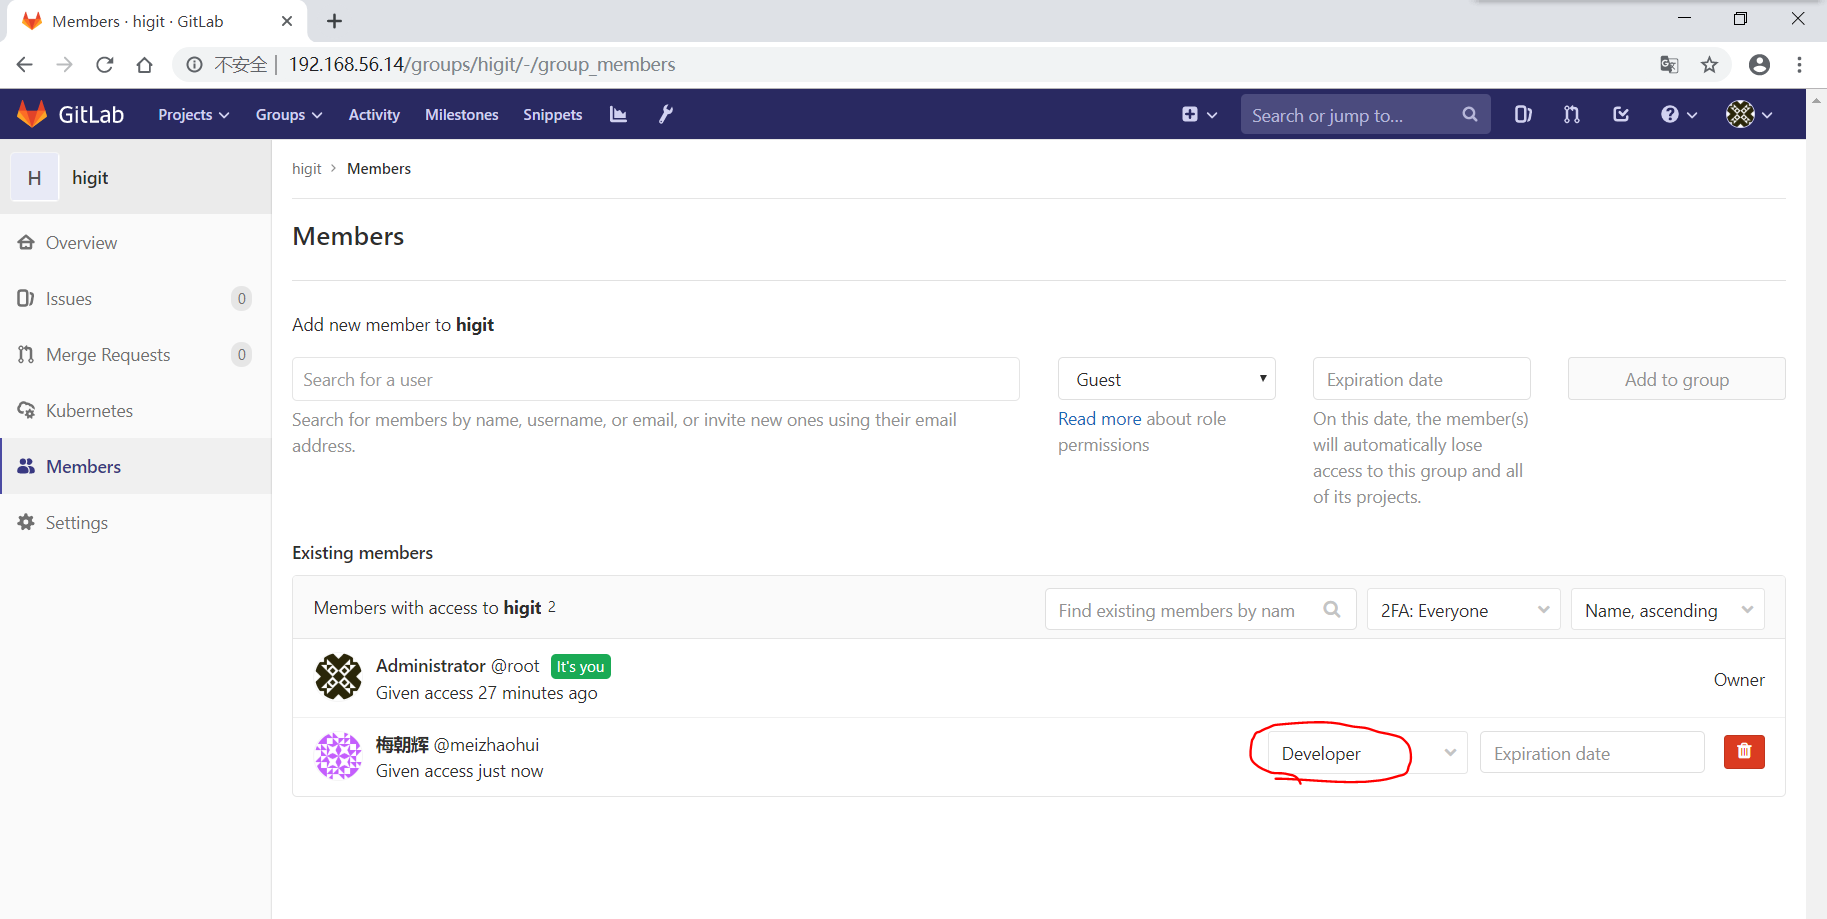 Members · higit · GitLab
不安全 | 192.168.56.14/groups/higit/-/group_members
GitLab Projects Groups Activity Milestones Snippets Search or jump to...
H higit
Overview
Issues 0
Merge Requests 0
Kubernetes
Members
Settings
higit > Members
Members
Add new member to higit
Search for a user
Search for members by name, username, or email, or invite new ones using their email
address.
Guest
Read more about role
permissions
Expiration date
On this date, the member(s)
will automatically lose
access to this group and all
of its projects.
Add to group
Existing members
Members with access to higit 2
Find existing members by nam
2FA: Everyone
Name, ascending
Administrator @root It's you
Given access 27 minutes ago
Owner
梅朝辉 @meizhaohui
Given access just now
Developer
Expiration date